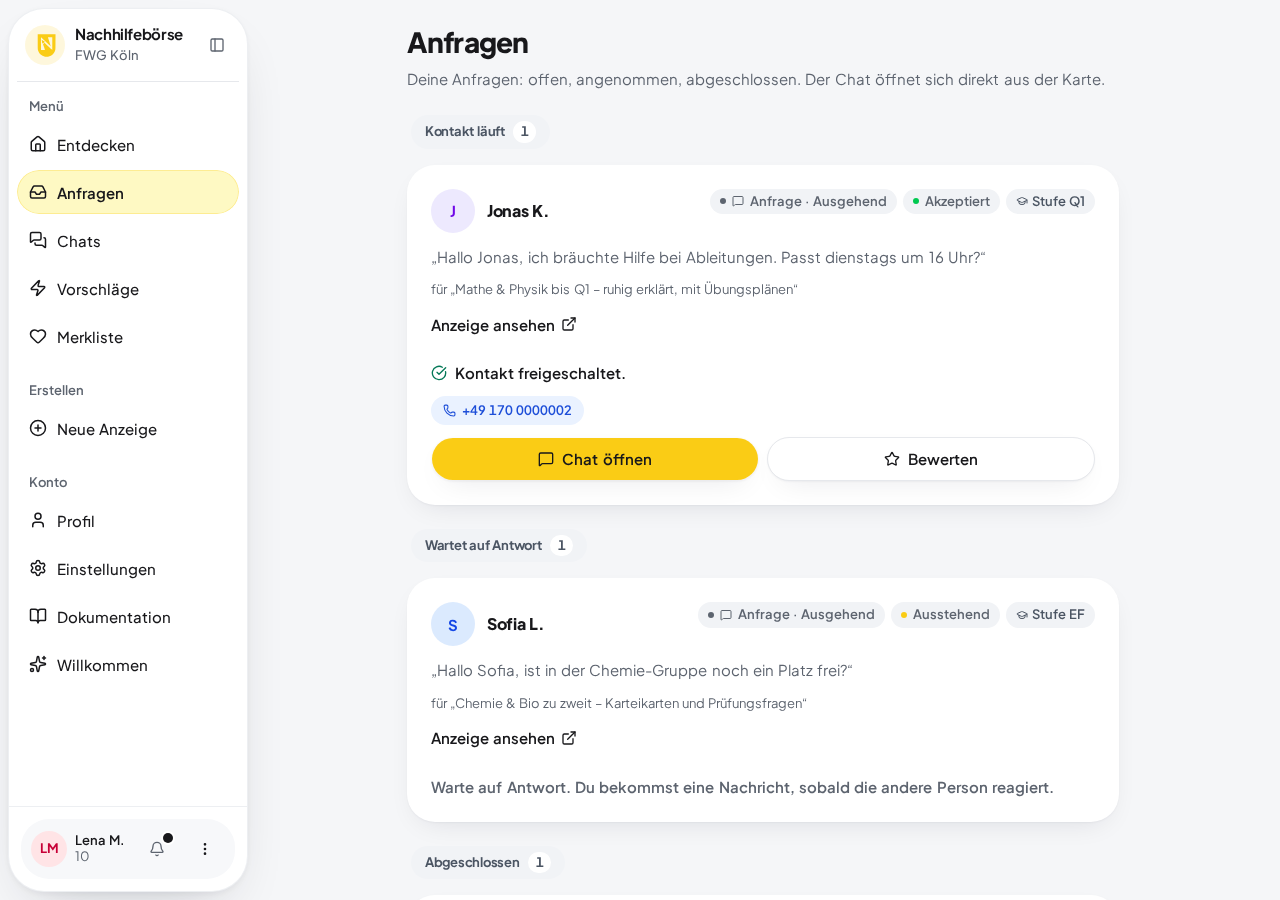 Nachhilfebörse
FWG Köln
Menü
Entdecken
Anfragen
Chats
Vorschläge
Merkliste
Erstellen
Neue Anzeige
Konto
Profil
Einstellungen
Dokumentation
Willkommen
LM
Lena M.
10
Anfragen
Deine Anfragen: offen, angenommen, abgeschlossen. Der Chat öffnet sich direkt aus der Karte.
Kontakt läuft 1
J
Jonas K.
Anfrage · Ausgehend
Akzeptiert
Stufe Q1
„Hallo Jonas, ich bräuchte Hilfe bei Ableitungen. Passt dienstags um 16 Uhr?“
für „Mathe & Physik bis Q1 – ruhig erklärt, mit Übungsplänen“
Anzeige ansehen
Kontakt freigeschaltet.
+49 170 0000002
Chat öffnen
Bewerten
Wartet auf Antwort 1
S
Sofia L.
Anfrage · Ausgehend
Ausstehend
Stufe EF
„Hallo Sofia, ist in der Chemie-Gruppe noch ein Platz frei?“
für „Chemie & Bio zu zweit – Karteikarten und Prüfungsfragen“
Anzeige ansehen
Warte auf Antwort. Du bekommst eine Nachricht, sobald die andere Person reagiert.
Abgeschlossen 1